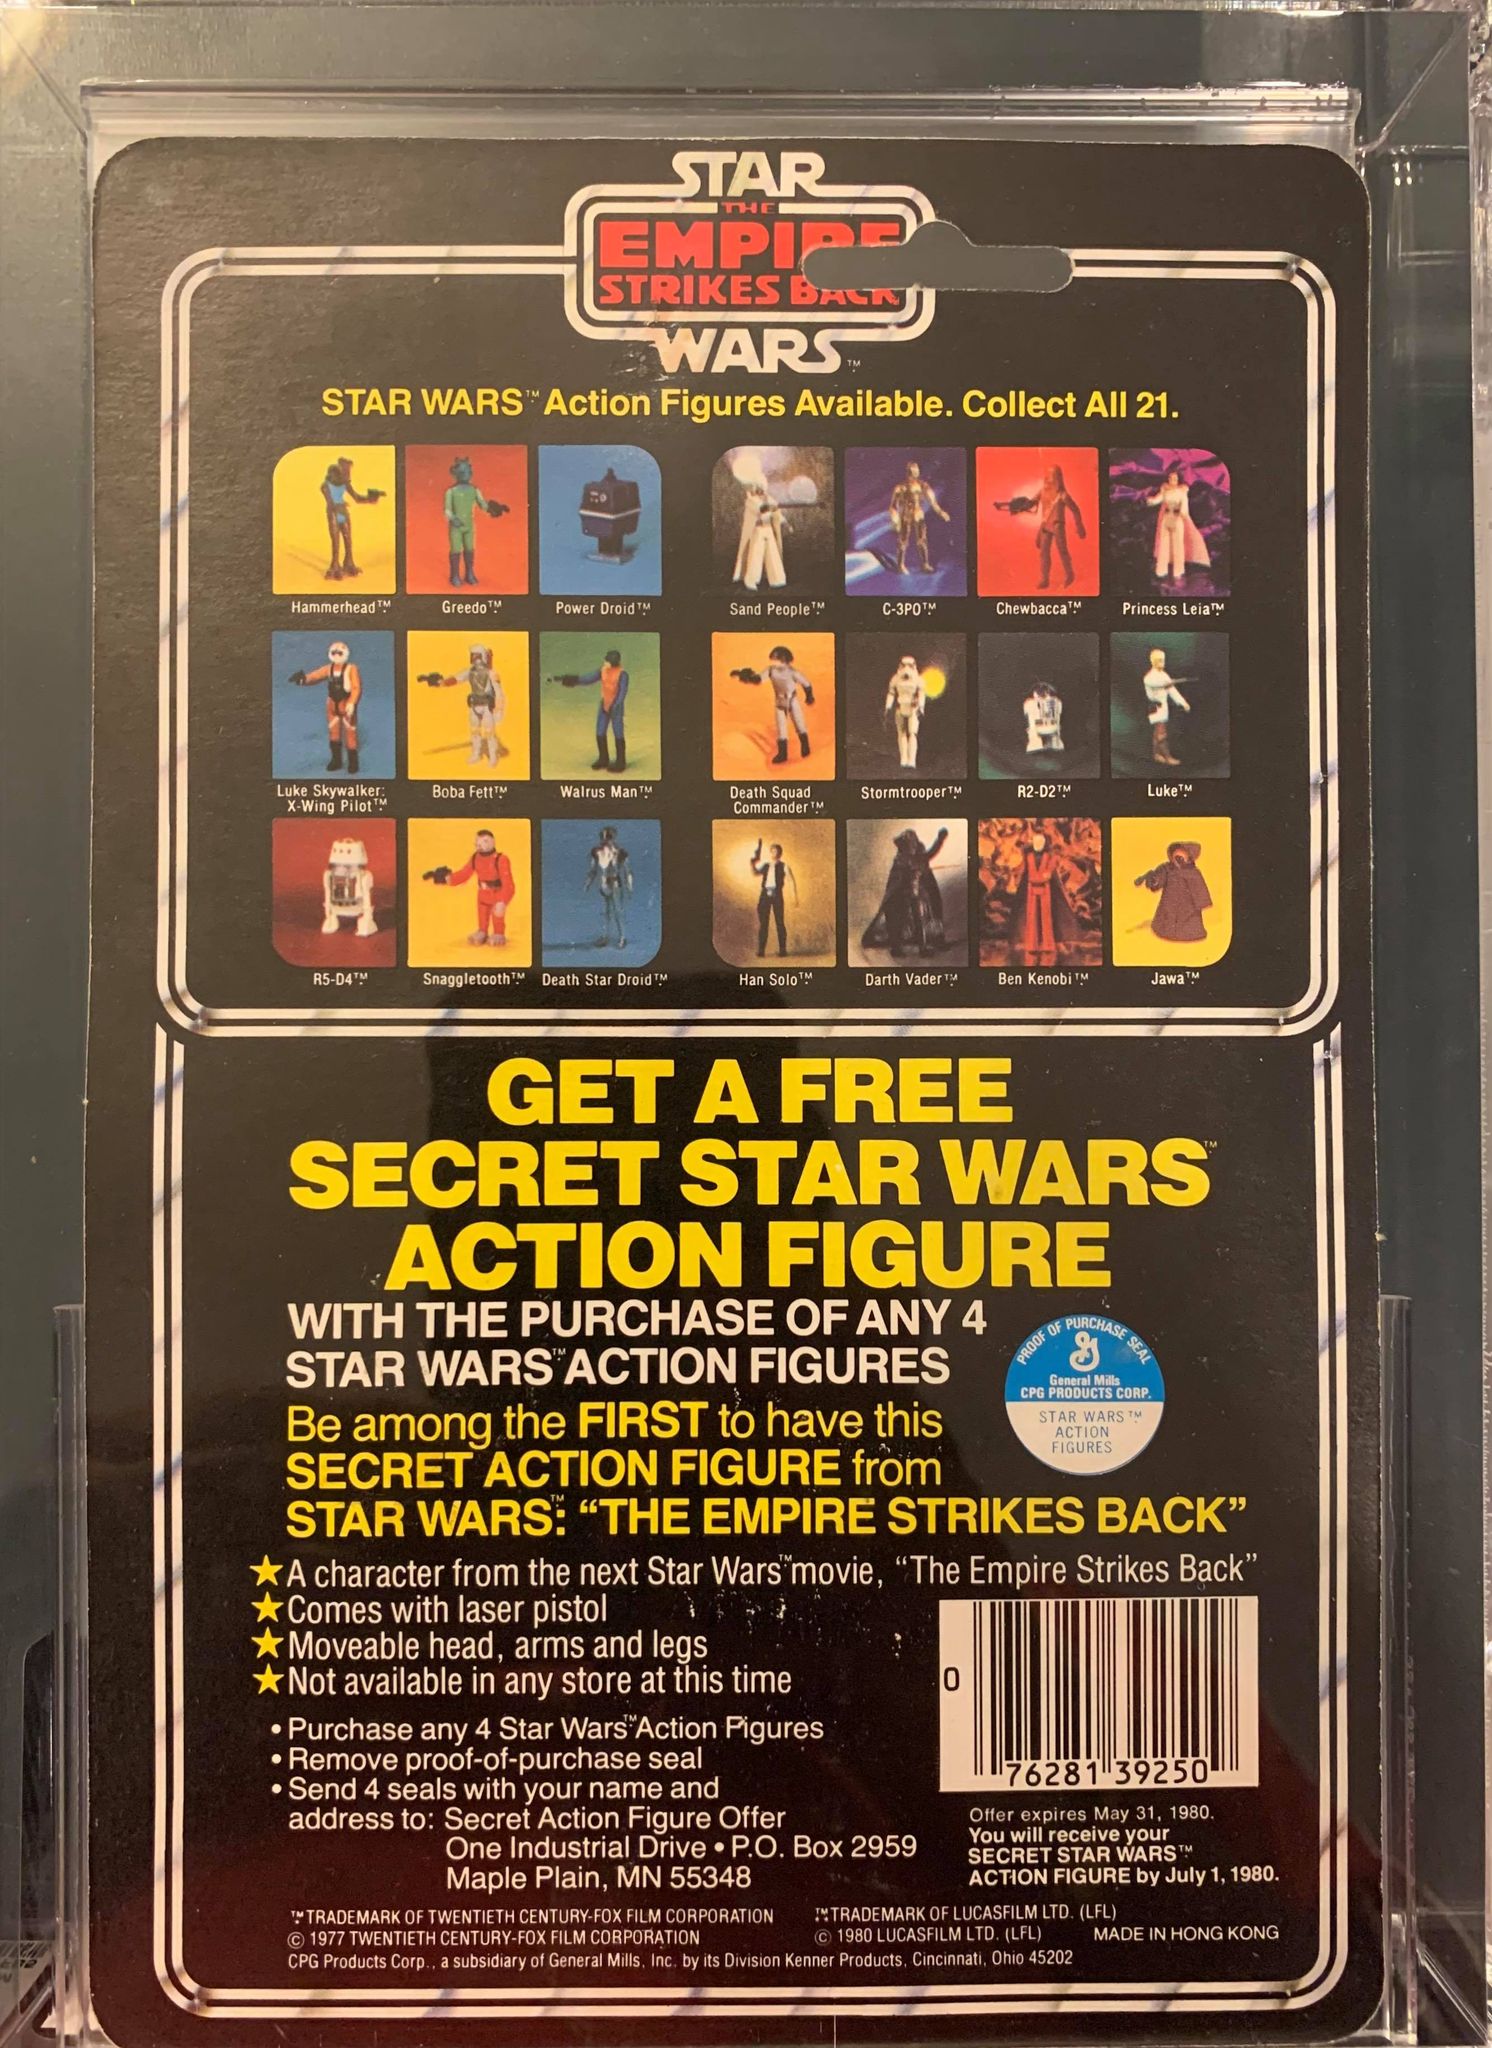 STAR
THE
EMPIRE
STRIKES BACK
WARS™
STAR WARS™ Action Figures Available. Collect All 21.
Hammerhead™ Greedo™ Power Droid™ Sand People™ C-3PO™ Chewbacca™ Princess Leia™
Luke Skywalker: X-Wing Pilot™ Boba Fett™ Walrus Man™ Death Squad Commander™ Stormtrooper™ R2-D2™ Luke™
R5-D4™ Snaggletooth™ Death Star Droid™ Han Solo™ Darth Vader™ Ben Kenobi™ Jawa™
GET A FREE
SECRET STAR WARS™
ACTION FIGURE
WITH THE PURCHASE OF ANY 4
STAR WARS™ ACTION FIGURES
PROOF OF PURCHASE SEAL
General Mills
CPG PRODUCTS CORP.
STAR WARS™
ACTION
FIGURES
Be among the FIRST to have this
SECRET ACTION FIGURE from
STAR WARS:™ “THE EMPIRE STRIKES BACK”
★ A character from the next Star Wars™ movie, “The Empire Strikes Back”
★ Comes with laser pistol
★ Moveable head, arms and legs
★ Not available in any store at this time
• Purchase any 4 Star Wars™ Action Figures
• Remove proof-of-purchase seal
• Send 4 seals with your name and
address to: Secret Action Figure Offer
One Industrial Drive • P.O. Box 2959
Maple Plain, MN 55348
0 76281 39250
Offer expires May 31, 1980.
You will receive your
SECRET STAR WARS™
ACTION FIGURE by July 1, 1980.
™ TRADEMARK OF TWENTIETH CENTURY-FOX FILM CORPORATION
© 1977 TWENTIETH CENTURY-FOX FILM CORPORATION
™ TRADEMARK OF LUCASFILM LTD. (LFL)
© 1980 LUCASFILM LTD. (LFL) MADE IN HONG KONG
CPG Products Corp., a subsidiary of General Mills, Inc. by its Division Kenner Products, Cincinnati, Ohio 45202